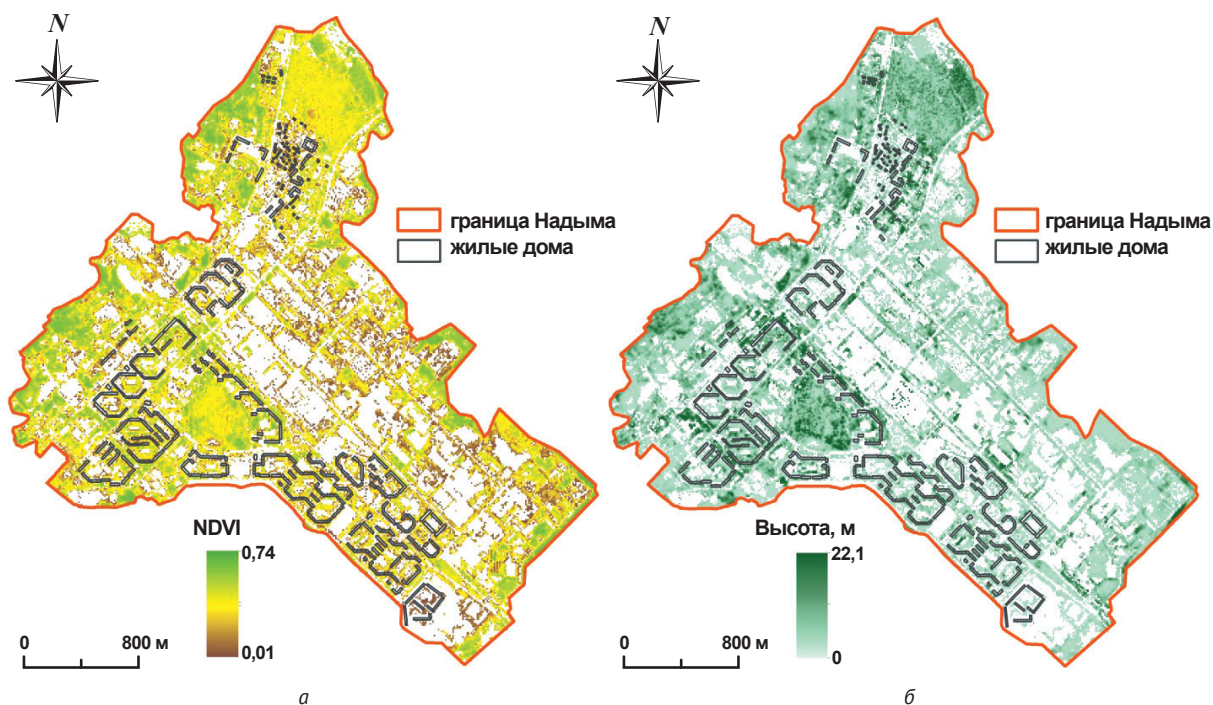 N
граница Надыма
жилые дома
NDVI
0,74
0,01
0 800 м
а
N
граница Надыма
жилые дома
Высота, м
22,1
0
0 800 м
б